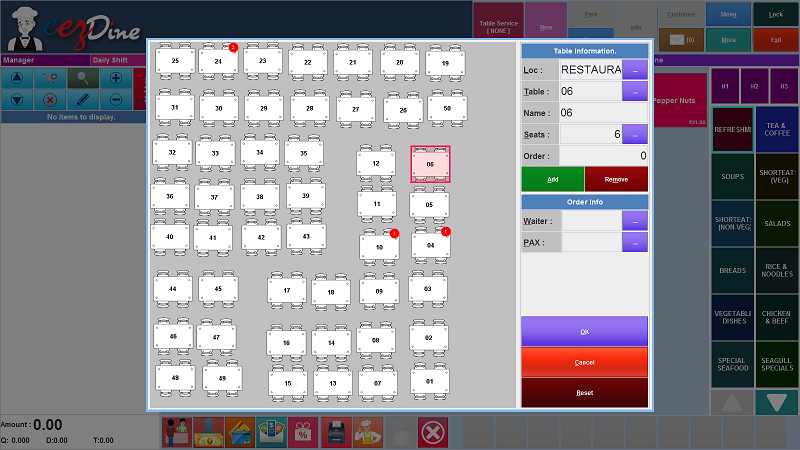 eezDine
Table Service
[ NONE ]
New
Park
Info
Customer
(0)
Menu
More
Lock
Exit
Manager
Daily Shift
No items to display.
25
24
2
23
22
21
20
19
31
30
29
28
27
26
50
32
33
34
35
12
06
36
37
38
39
11
05
40
41
42
43
10
1
04
1
44
45
17
18
09
03
46
47
16
14
08
02
48
49
15
13
07
01
Table Information.
Loc :
RESTAURA
...
Table :
06
...
Name :
06
Seats :
6
...
Order :
0
Add
Remove
Order Info
Waiter :
...
PAX :
...
OK
Cancel
Reset
Pepper Nuts
₹21.00
H1
H2
H3
REFRESHM
TEA &
COFFEE
SOUPS
SHORTEAT:
(VEG)
SHORTEAT:
(NON-VEG)
SALADS
BREADS
RICE &
NOODLES
VEGETABLE
DISHES
CHICKEN
& BEEF
SPECIAL
SEAFOOD
SEAGULL
SPECIALS
Amount : 0.00
Q: 0.000
D:0.00
T:0.00